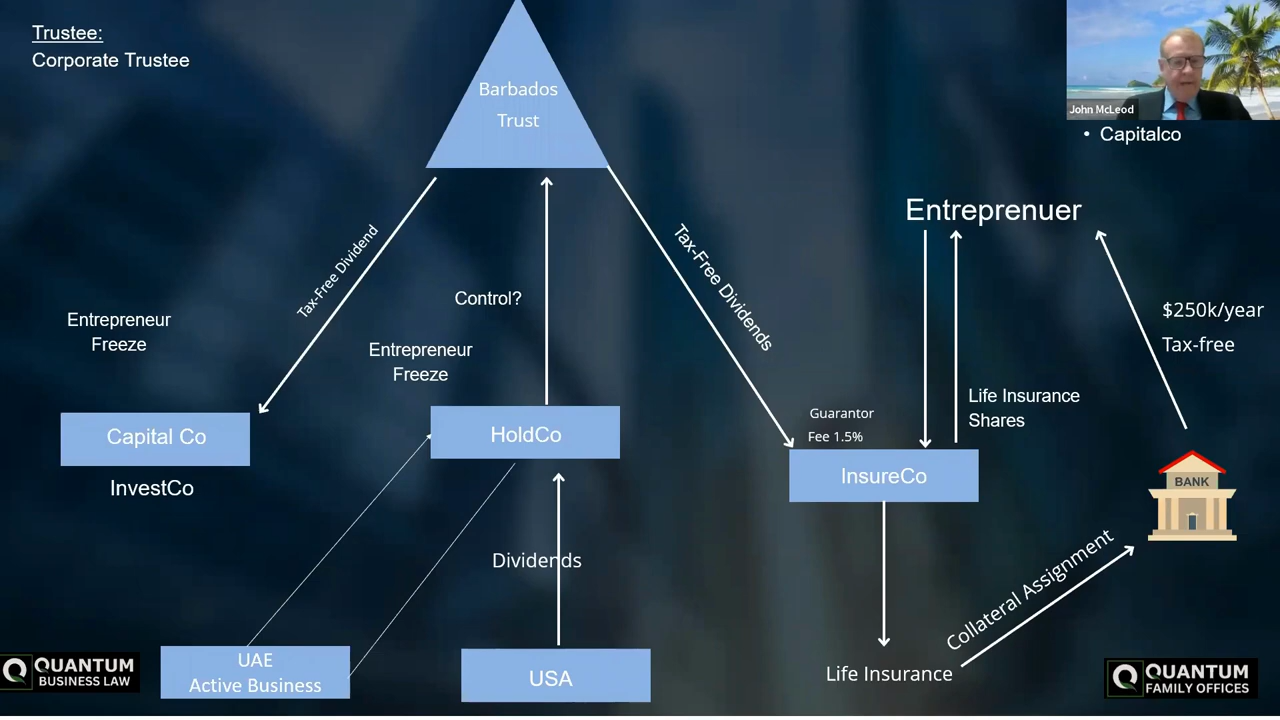 Trustee:
Corporate Trustee
Barbados
Trust
John McLeod
• Capitalco
Entreprenuer
Tax-Free Dividend
Tax-Free Dividends
Control?
$250k/year
Tax-free
Entrepreneur
Freeze
Entrepreneur
Freeze
Life Insurance
Shares
Guarantor
Fee 1.5%
Capital Co
HoldCo
InsureCo
BANK
InvestCo
Dividends
Collateral Assignment
UAE
Active Business
USA
Life Insurance
Q QUANTUM
BUSINESS LAW
Q QUANTUM
FAMILY OFFICES